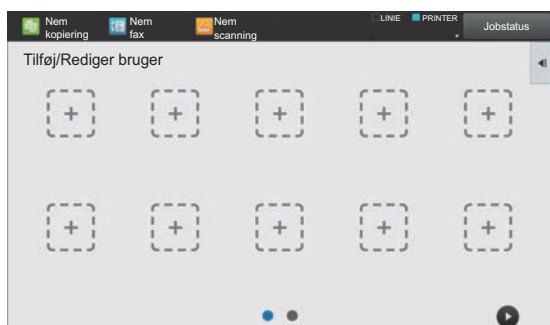 Nem kopiering
Nem fax
Nem scanning
LINIE
PRINTER
Jobstatus
Tilføj/Rediger bruger